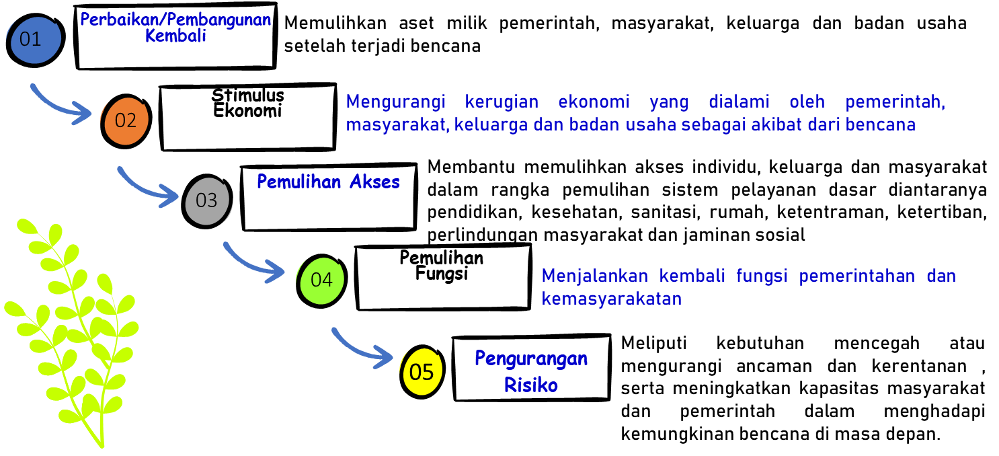 01
Perbaikan/Pembangunan
Kembali
Memulihkan aset milik pemerintah, masyarakat, keluarga dan badan usaha
setelah terjadi bencana
02
Stimulus
Ekonomi
Mengurangi kerugian ekonomi yang dialami oleh pemerintah,
masyarakat, keluarga dan badan usaha sebagai akibat dari bencana
03
Pemulihan Akses
Membantu memulihkan akses individu, keluarga dan masyarakat
dalam rangka pemulihan sistem pelayanan dasar diantaranya
pendidikan, kesehatan, sanitasi, rumah, ketentraman, ketertiban,
perlindungan masyarakat dan jaminan sosial
04
Pemulihan
Fungsi
Menjalankan kembali fungsi pemerintahan dan
kemasyarakatan
05
Pengurangan
Risiko
Meliputi kebutuhan mencegah atau
mengurangi ancaman dan kerentanan ,
serta meningkatkan kapasitas masyarakat
dan pemerintah dalam menghadapi
kemungkinan bencana di masa depan.